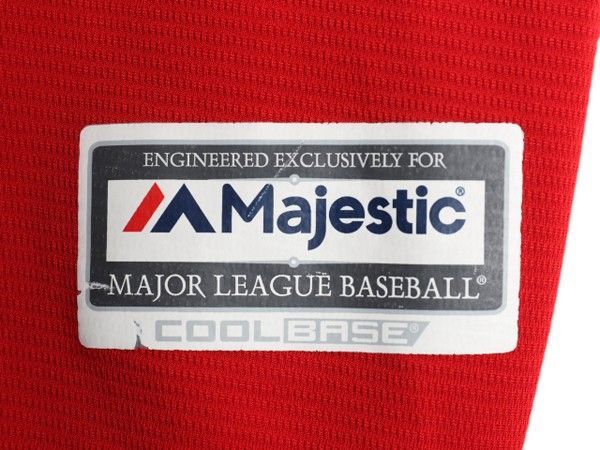 ENGINEERED EXCLUSIVELY FOR
Majestic®
MAJOR LEAGUE BASEBALL®
COOLBASE®